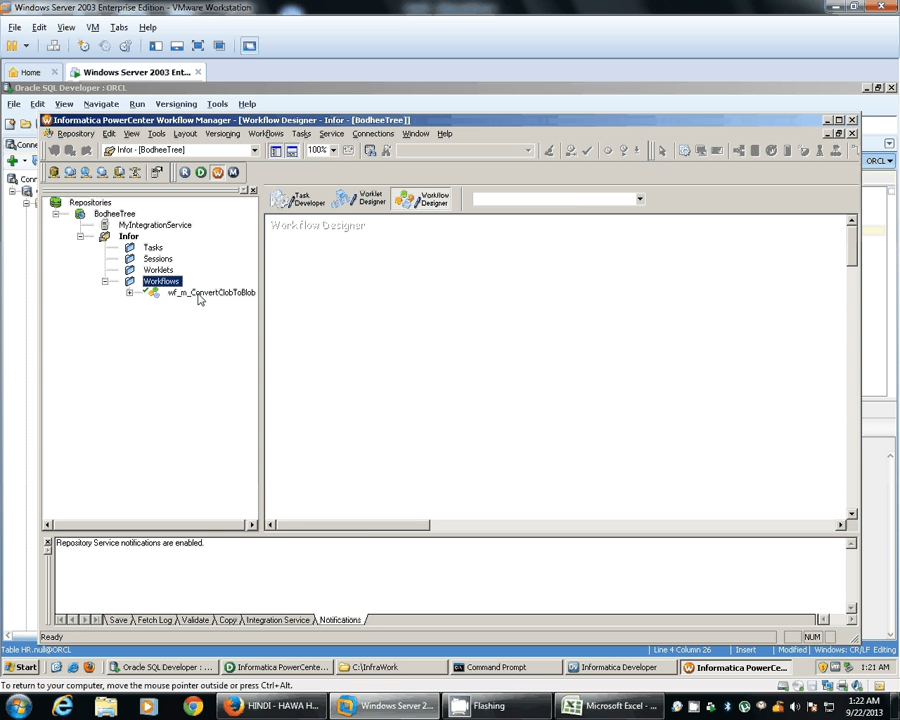 Windows Server 2003 Enterprise Edition - VMware Workstation
File Edit View VM Tabs Help
Home Windows Server 2003 Ent...
Oracle SQL Developer : ORCL
File Edit View Navigate Run Versioning Tools Help
Informatica PowerCenter Workflow Manager - [Workflow Designer - Infor - [BodheeTree]]
Repository Edit View Tools Layout Versioning Workflows Tasks Service Connections Window Help
Infor - [BodheeTree] 100%
R D W M
Conne
ORCL
Conn
Repositories
BodheeTree
MyIntegrationService
Infor
Tasks
Sessions
Worklets
Workflows
wf_m_ConvertClobToBlob
Task Developer
Worklet Designer
Workflow Designer
Workflow Designer
Repository Service notifications are enabled.
Save Fetch Log Validate Copy Integration Service Notifications
Ready NUM
Table HR.null@ORCL Line 4 Column 26 Insert Modified Windows: CR/LF Editing
Start Oracle SQL Developer : ... Informatica PowerCente... C:\InfraWork Command Prompt Informatica Developer Informatica PowerCe... 1:21 AM
To return to your computer, move the mouse pointer outside or press Ctrl+Alt.
HINDI - HAWA H... Windows Server 2... Flashing Microsoft Excel - ... 1:22 AM
9/22/2013